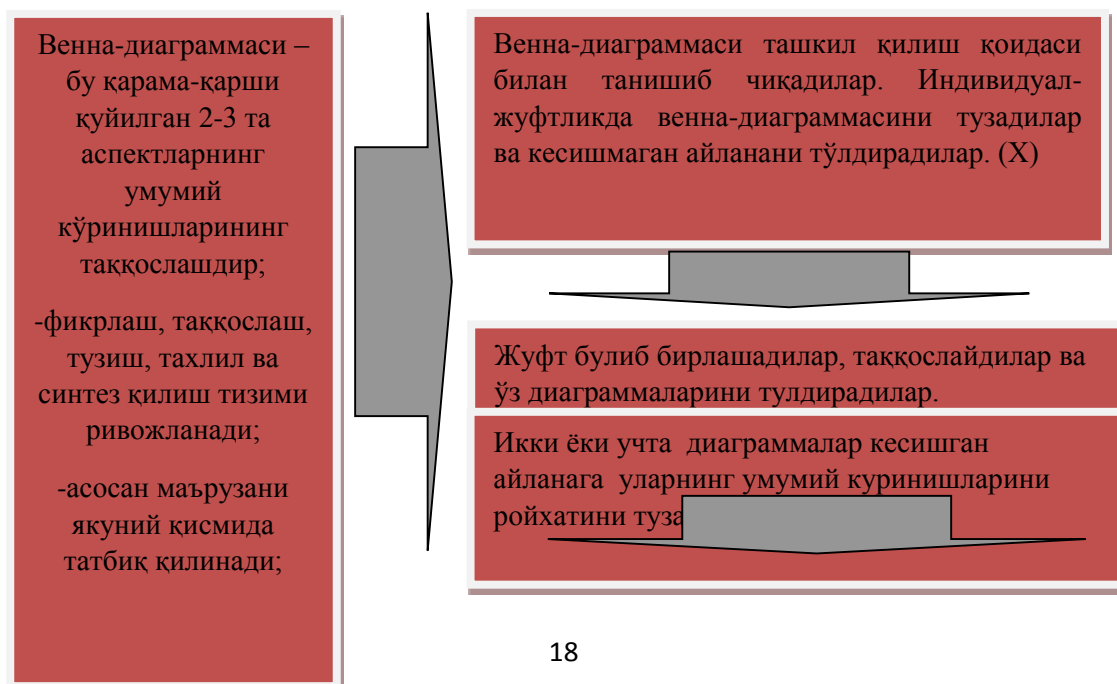 Венна-диаграммаси –
бу қарама-қарши
қуйилган 2-3 та
аспектларнинг
умумий
кўринишларининг
таққослашдир;
-фикрлаш, таққослаш,
тузиш, тахлил ва
синтез қилиш тизими
ривожланади;
-асосан маърузани
якуний қисмида
татбиқ қилинади;
Венна-диаграммаси ташкил қилиш қоидаси
билан танишиб чиқадилар. Индивидуал-
жуфтликда венна-диаграммасини тузадилар
ва кесишмаган айланани тўлдирадилар. (Х)
Жуфт булиб бирлашадилар, таққослайдилар ва
ўз диаграммаларини тулдирадилар.
Икки ёки учта диаграммалар кесишган
айланага уларнинг умумий куринишларини
ройхатини
18